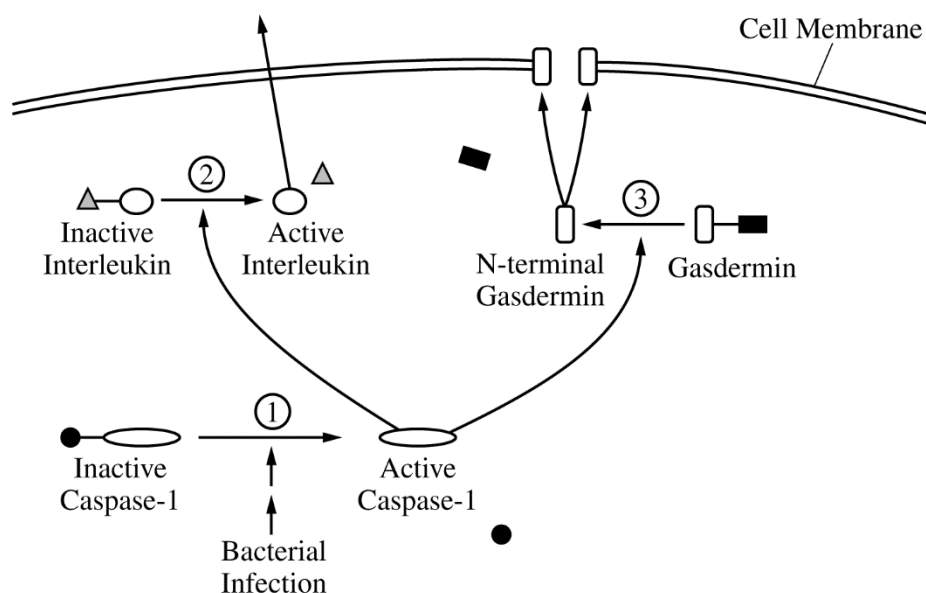 Cell Membrane
2
3
Inactive
Interleukin
Active
Interleukin
N-terminal
Gasdermin
Gasdermin
1
Inactive
Caspase-1
Active
Caspase-1
Bacterial
Infection